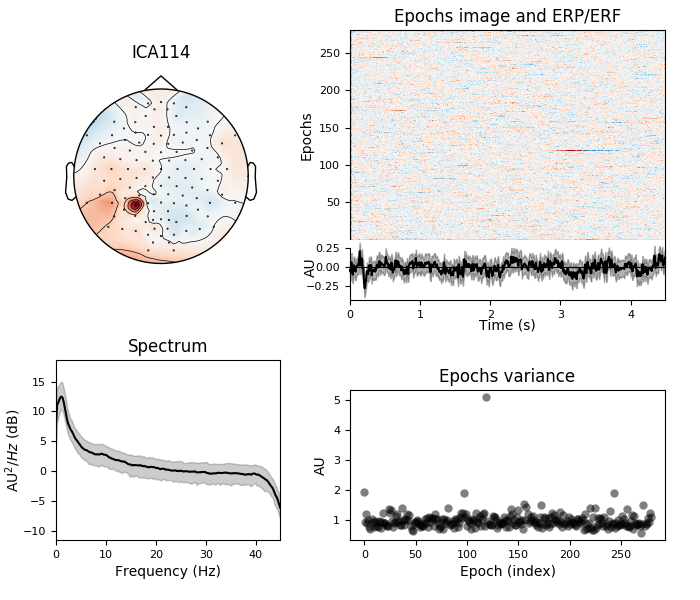 ICA114
Epochs image and ERP/ERF
Epochs
250
200
150
100
50
AU
0.25
0.00
−0.25
0 1 2 3 4
Time (s)
Spectrum
AU²/Hz (dB)
15
10
5
0
−5
−10
0 10 20 30 40
Frequency (Hz)
Epochs variance
AU
5
4
3
2
1
0 50 100 150 200 250
Epoch (index)